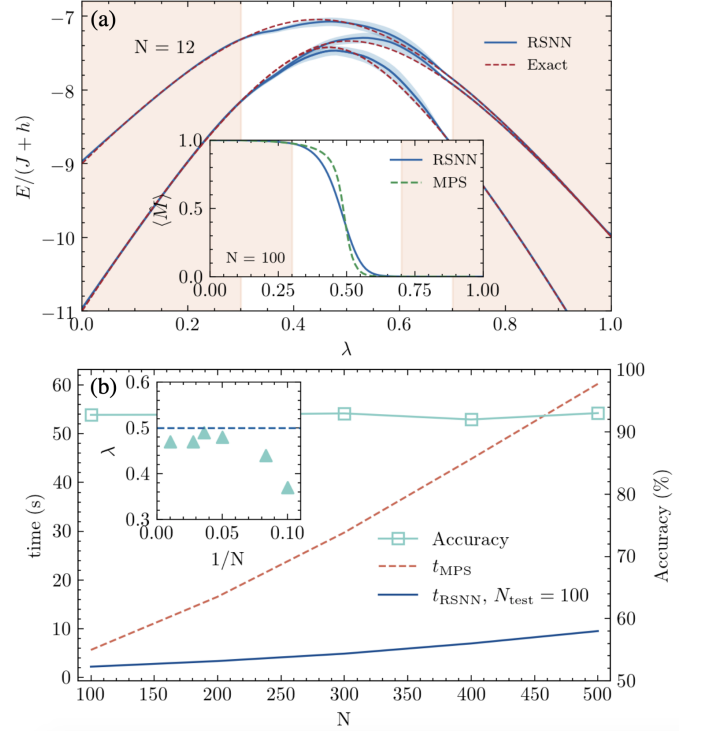 (a)
N = 12
RSNN
Exact
−7
−8
−9
−10
−11
E/(J + h)
0.0 0.2 0.4 0.6 0.8 1.0
λ
RSNN
MPS
1.0
0.5
0.0
⟨M̂⟩
N = 100
0.00 0.25 0.50 0.75 1.00
(b)
60
50
40
30
20
10
0
time (s)
100 150 200 250 300 350 400 450 500
N
100
90
80
70
60
50
Accuracy (%)
0.6
0.5
0.4
0.3
λ
0.00 0.05 0.10
1/N
Accuracy
t_MPS
t_RSNN, N_test = 100